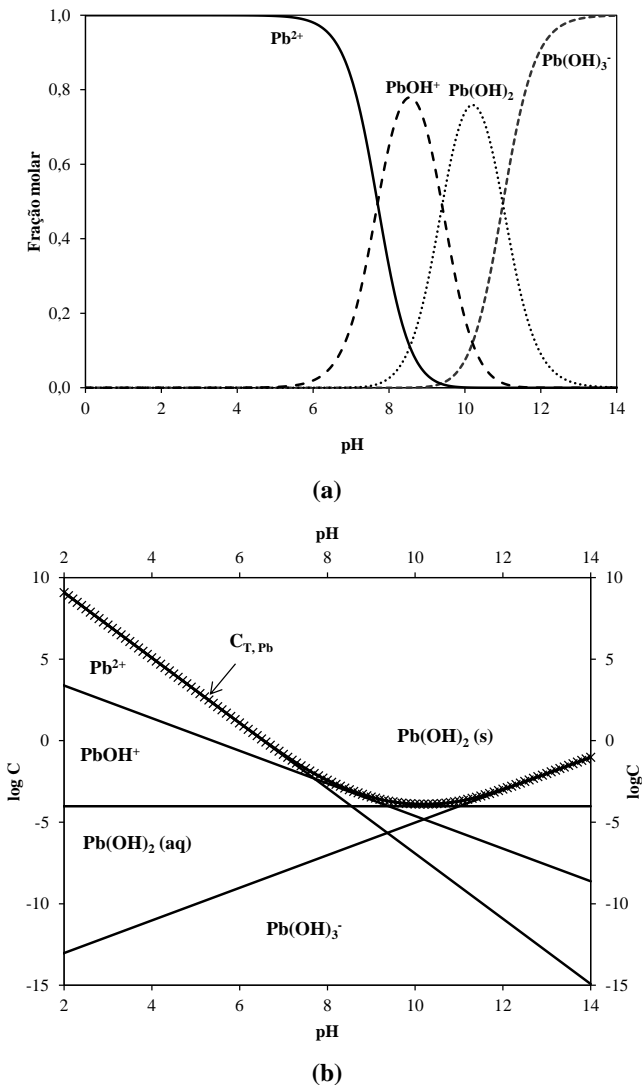 1,0
Pb²⁺
Pb(OH)₃⁻
PbOH⁺
Pb(OH)₂
0,8
0,6
0,4
0,2
0,0
Fração molar
0 2 4 6 8 10 12 14
pH
(a)
pH
2 4 6 8 10 12 14
10 10
C_T, Pb
5 5
Pb²⁺
Pb(OH)₂ (s)
0 0
PbOH⁺
log C
logC
-5 -5
Pb(OH)₂ (aq)
-10 -10
Pb(OH)₃⁻
-15 -15
2 4 6 8 10 12 14
pH
(b)